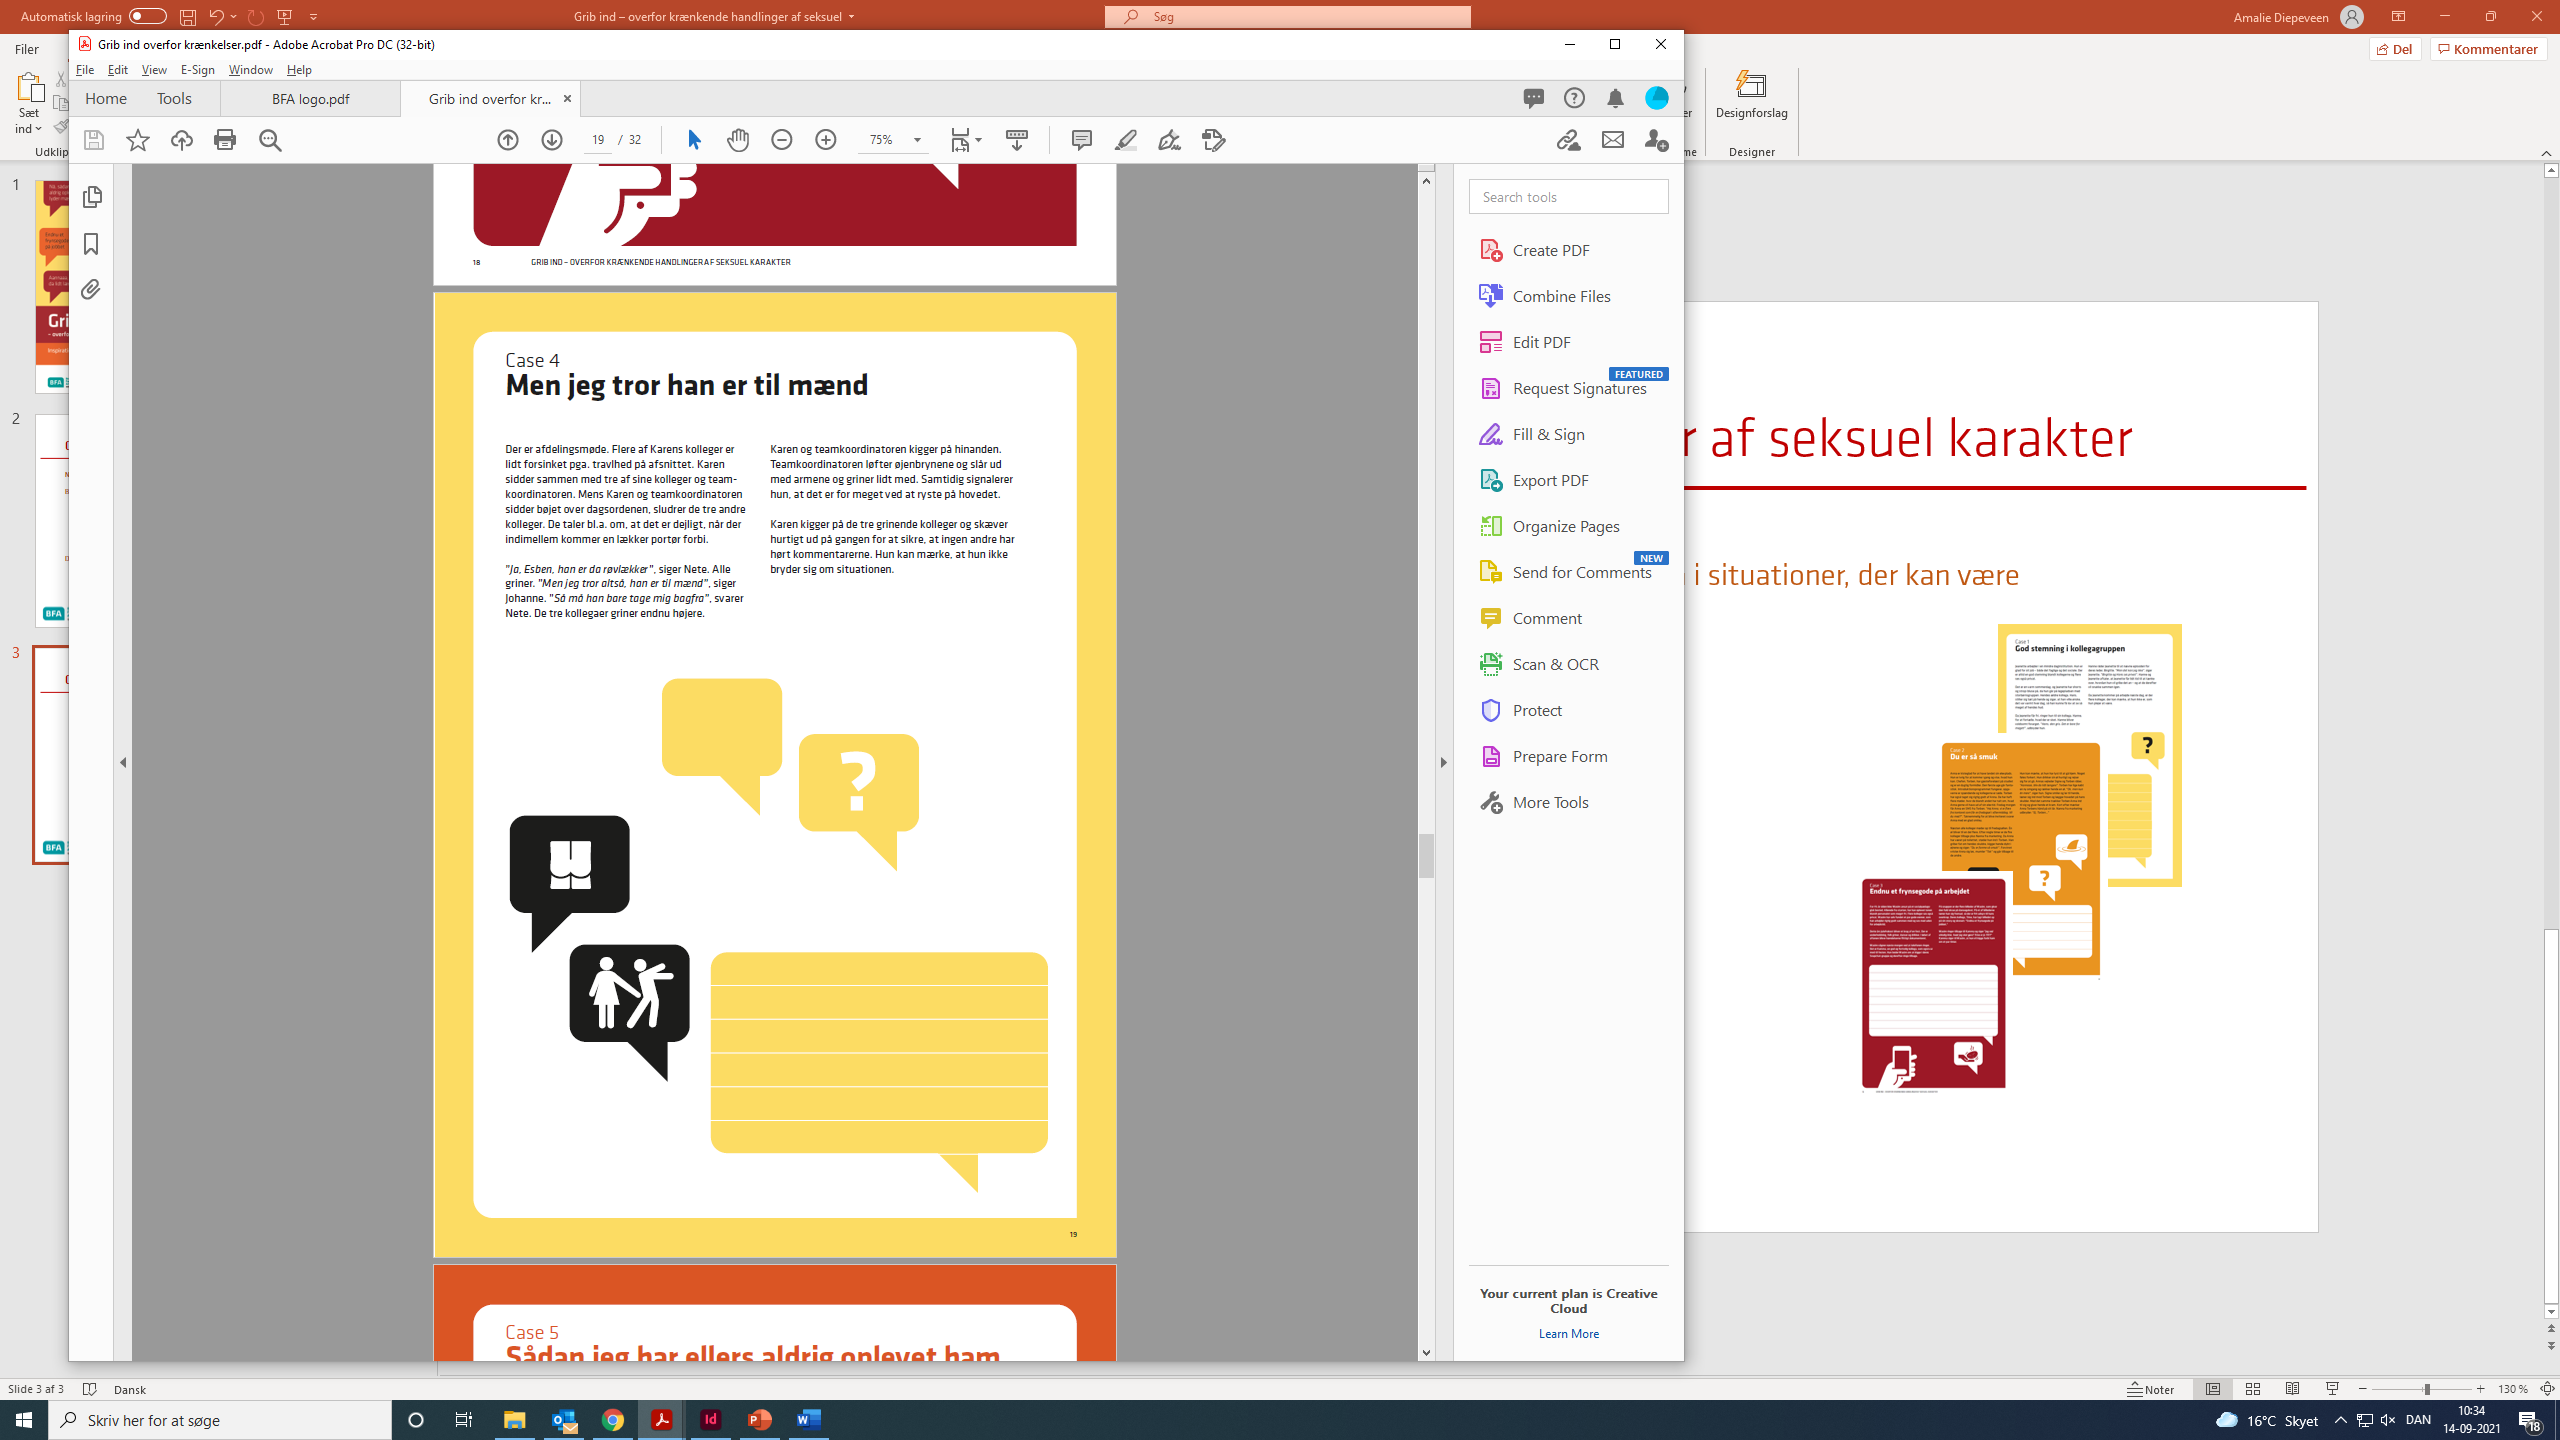 Automatisk lagring
Grib ind – overfor krænkende handlinger af seksuel
Søg
Amalie Diepeveen
Filer
Del
Kommentarer
Sæt
ind
Udklip
Designforslag
Designer
Grib ind overfor krænkelser.pdf - Adobe Acrobat Pro DC (32-bit)
File Edit View E-Sign Window Help
Home Tools BFA logo.pdf Grib ind overfor kr...
19 / 32 75%
18 GRIB IND – OVERFOR KRÆNKENDE HANDLINGER AF SEKSUEL KARAKTER
Case 4
Men jeg tror han er til mænd
Der er afdelingsmøde. Flere af Karens kolleger er
lidt forsinket pga. travlhed på afsnittet. Karen
sidder sammen med tre af sine kolleger og team-
koordinatoren. Mens Karen og teamkoordinatoren
sidder bøjet over dagsordenen, sludrer de tre andre
kolleger. De taler bl.a. om, at det er dejligt, når der
indimellem kommer en lækker portør forbi.
"Ja, Esben, han er da røvlækker", siger Nete. Alle
griner. "Men jeg tror altså, han er til mænd", siger
Johanne. "Så må han bare tage mig bagfra", svarer
Nete. De tre kollegaer griner endnu højere.
Karen og teamkoordinatoren kigger på hinanden.
Teamkoordinatoren løfter øjenbrynene og slår ud
med armene og griner lidt med. Samtidig signalerer
hun, at det er for meget ved at ryste på hovedet.
Karen kigger på de tre grinende kolleger og skæver
hurtigt ud på gangen for at sikre, at ingen andre har
hørt kommentarerne. Hun kan mærke, at hun ikke
bryder sig om situationen.
?
19
Case 5
Sådan jeg har ellers aldrig oplevet ham
Search tools
Create PDF
Combine Files
Edit PDF
FEATURED
Request Signatures
Fill & Sign
Export PDF
Organize Pages
NEW
Send for Comments
Comment
Scan & OCR
Protect
Prepare Form
More Tools
Your current plan is Creative
Cloud
Learn More
r af seksuel karakter
i situationer, der kan være
Case 1
God stemning i kollegagruppen
?
Case 2
Du er så smuk
?
Case 3
Endnu et frynsegode på arbejdet
1
2
3
BFA
BFA
BFA
Slide 3 af 3 Dansk
Noter
130 %
Skriv her for at søge
16°C Skyet
DAN
10:34
14-09-2021
18